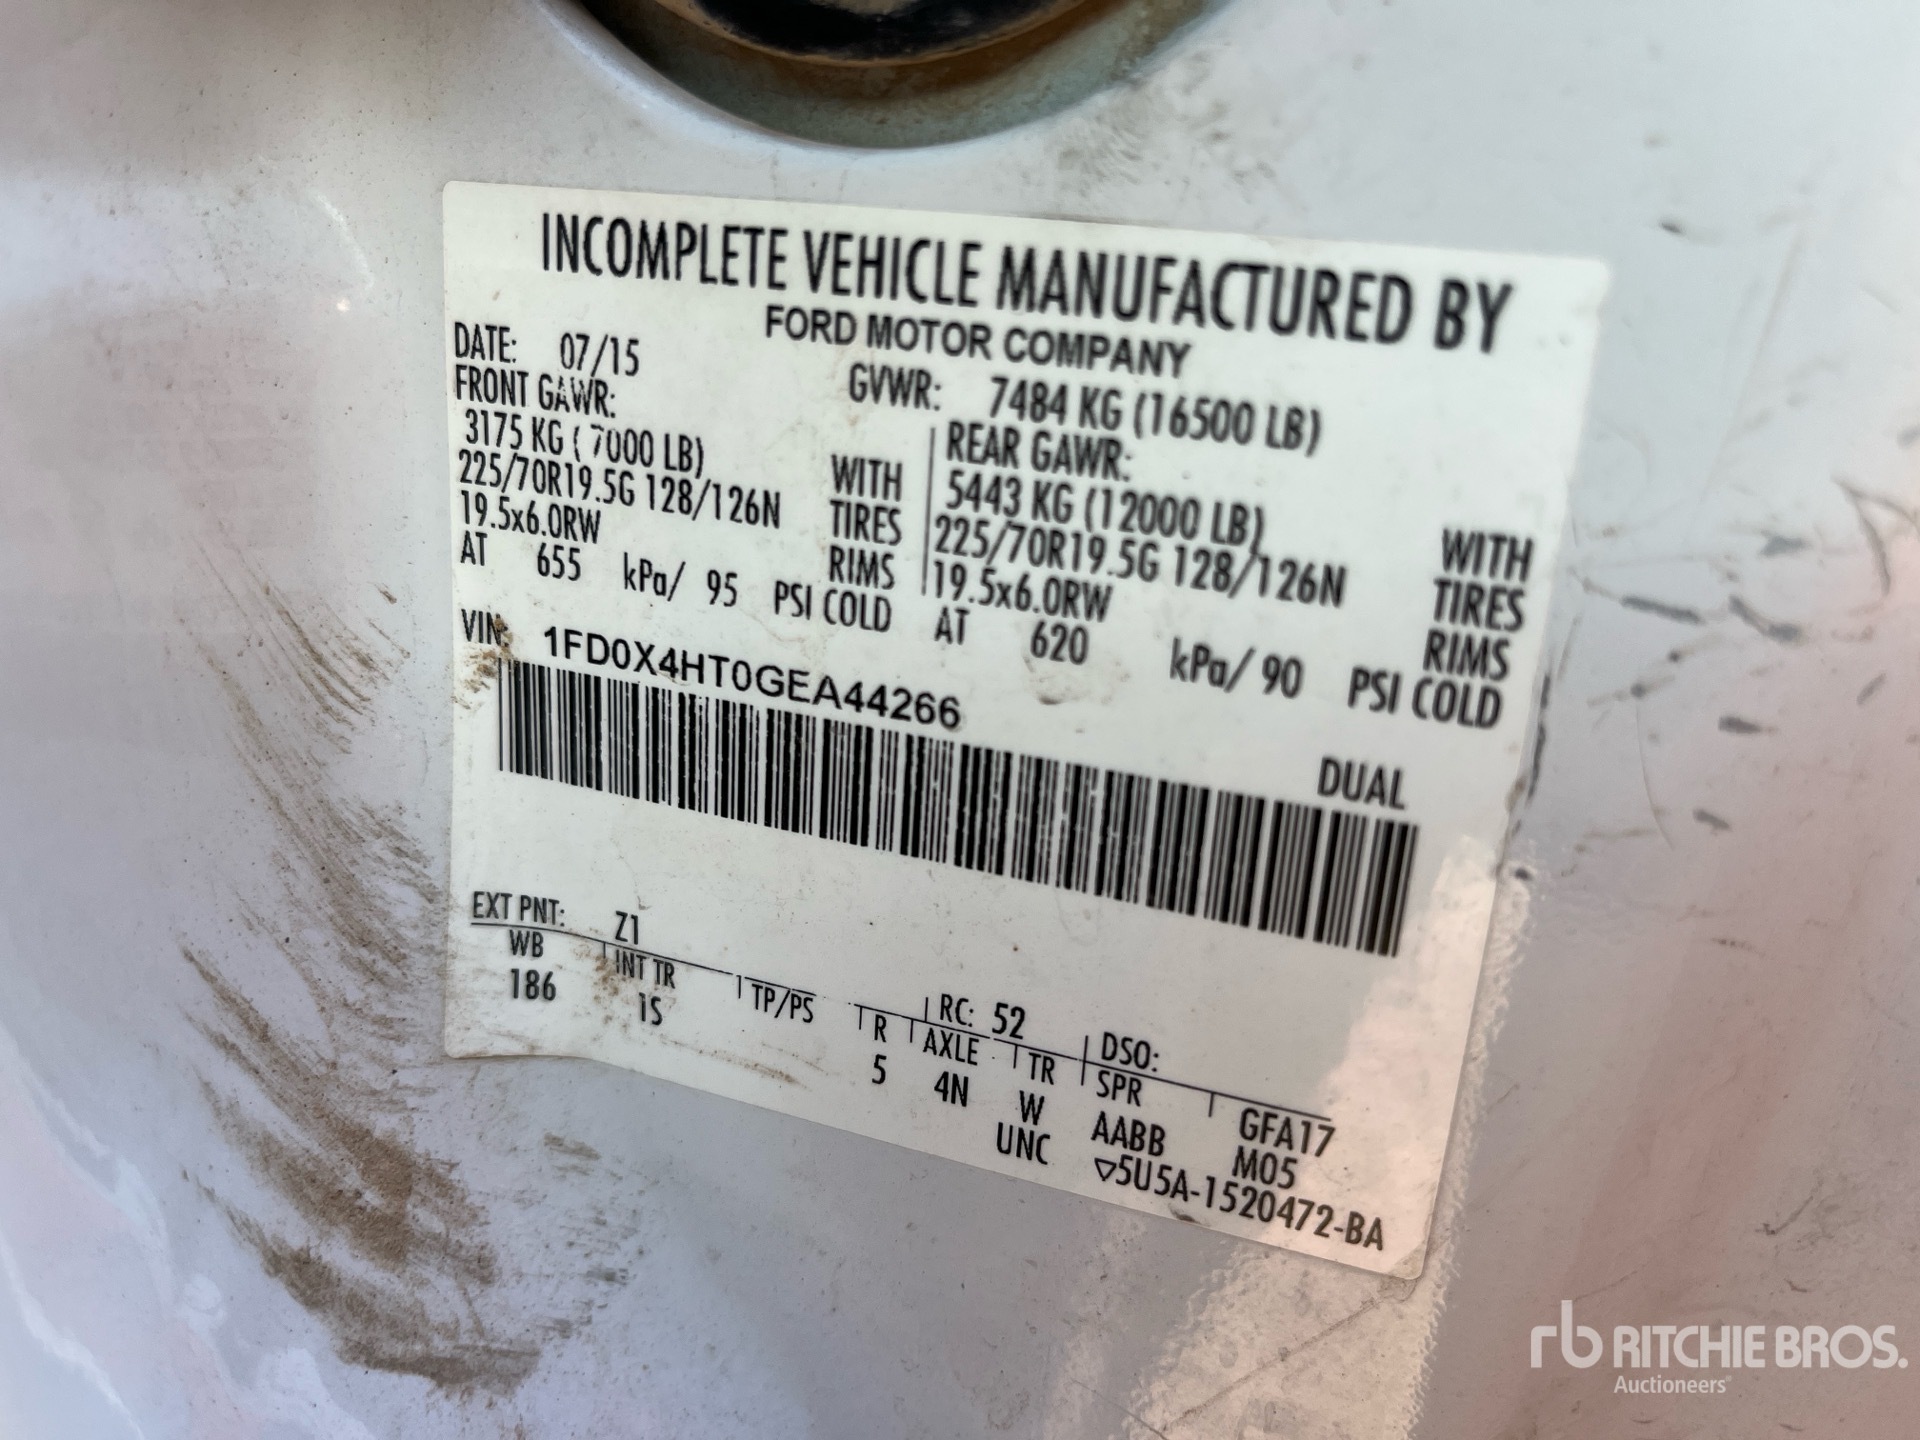 INCOMPLETE VEHICLE MANUFACTURED BY
FORD MOTOR COMPANY
DATE: 07/15 GVWR: 7484 KG (16500 LB)
FRONT GAWR: REAR GAWR:
3175 KG ( 7000 LB) WITH 5443 KG (12000 LB) WITH
225/70R19.5G 128/126N TIRES 225/70R19.5G 128/126N TIRES
19.5x6.0RW RIMS 19.5x6.0RW RIMS
AT 655 kPa/ 95 PSI COLD AT 620 kPa/ 90 PSI COLD
VIN: 1FD0X4HT0GEA44266
DUAL
EXT PNT: Z1 RC: 52 DSO:
WB INT TR TP/PS R AXLE TR SPR
186 1S 5 4N W AABB GFA17
UNC M05
▽5U5A-1520472-BA
rb RITCHIE BROS.
Auctioneers